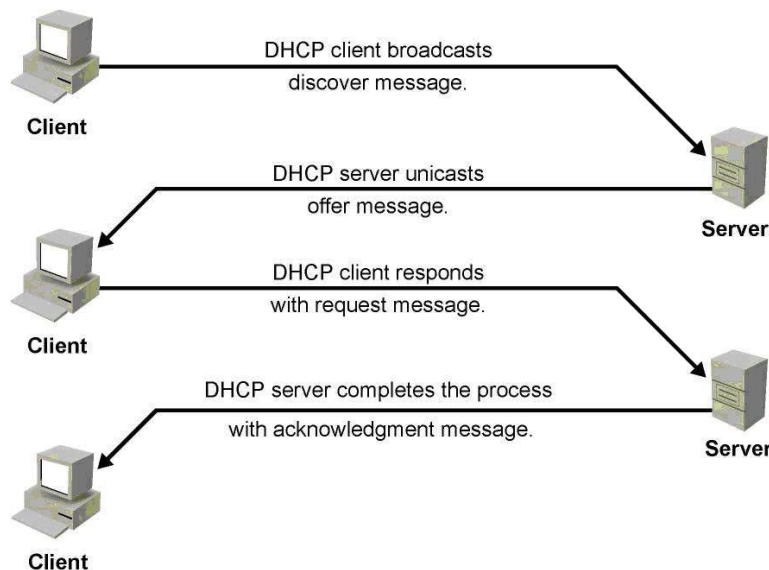 DHCP client broadcasts
discover message.
Client
DHCP server unicasts
offer message.
Server
DHCP client responds
with request message.
Client
DHCP server completes the process
with acknowledgment message.
Server
Client